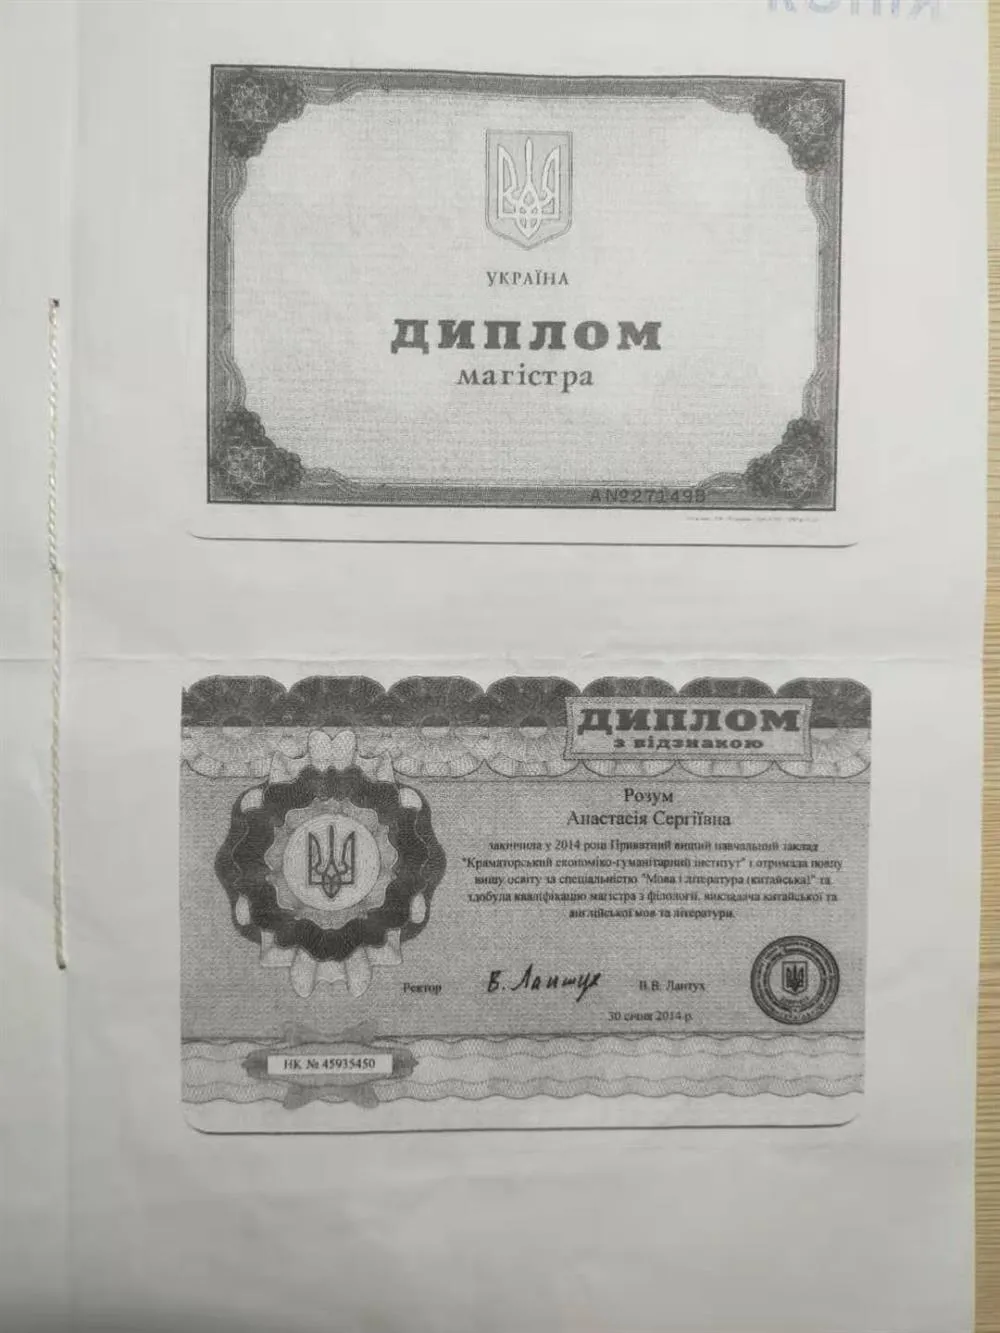 УКРАЇНА
ДИПЛОМ
магістра
АН№271498
ДИПЛОМ
з відзнакою
Розум
Анастасія Сергіївна
закінчила у 2014 році Приватний вищий навчальний заклад
"Краматорський економіко-гуманітарний інститут" і отримала повну
вищу освіту за спеціальністю "Мова і література (китайська)" та
здобула кваліфікацію магістра з філології, викладача китайської та
англійської мов та літератури.
Ректор В. Лантух В.В. Лантух
30 січня 2014 р.
НК № 45935450